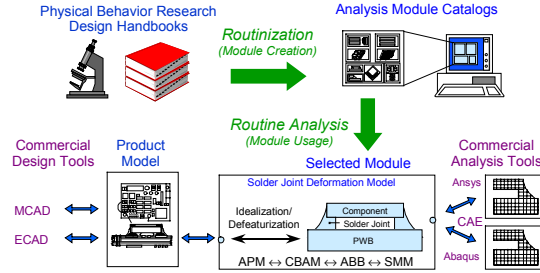 Physical Behavior Research
Design Handbooks
Analysis Module Catalogs
Routinization
(Module Creation)
Routine Analysis
(Module Usage)
Commercial
Design Tools
Product
Model
Selected Module
Commercial
Analysis Tools
Solder Joint Deformation Model
MCAD
ECAD
Idealization/
Defeaturization
Component
Solder Joint
PWB
APM ↔ CBAM ↔ ABB ↔ SMM
Ansys
CAE
Abaqus